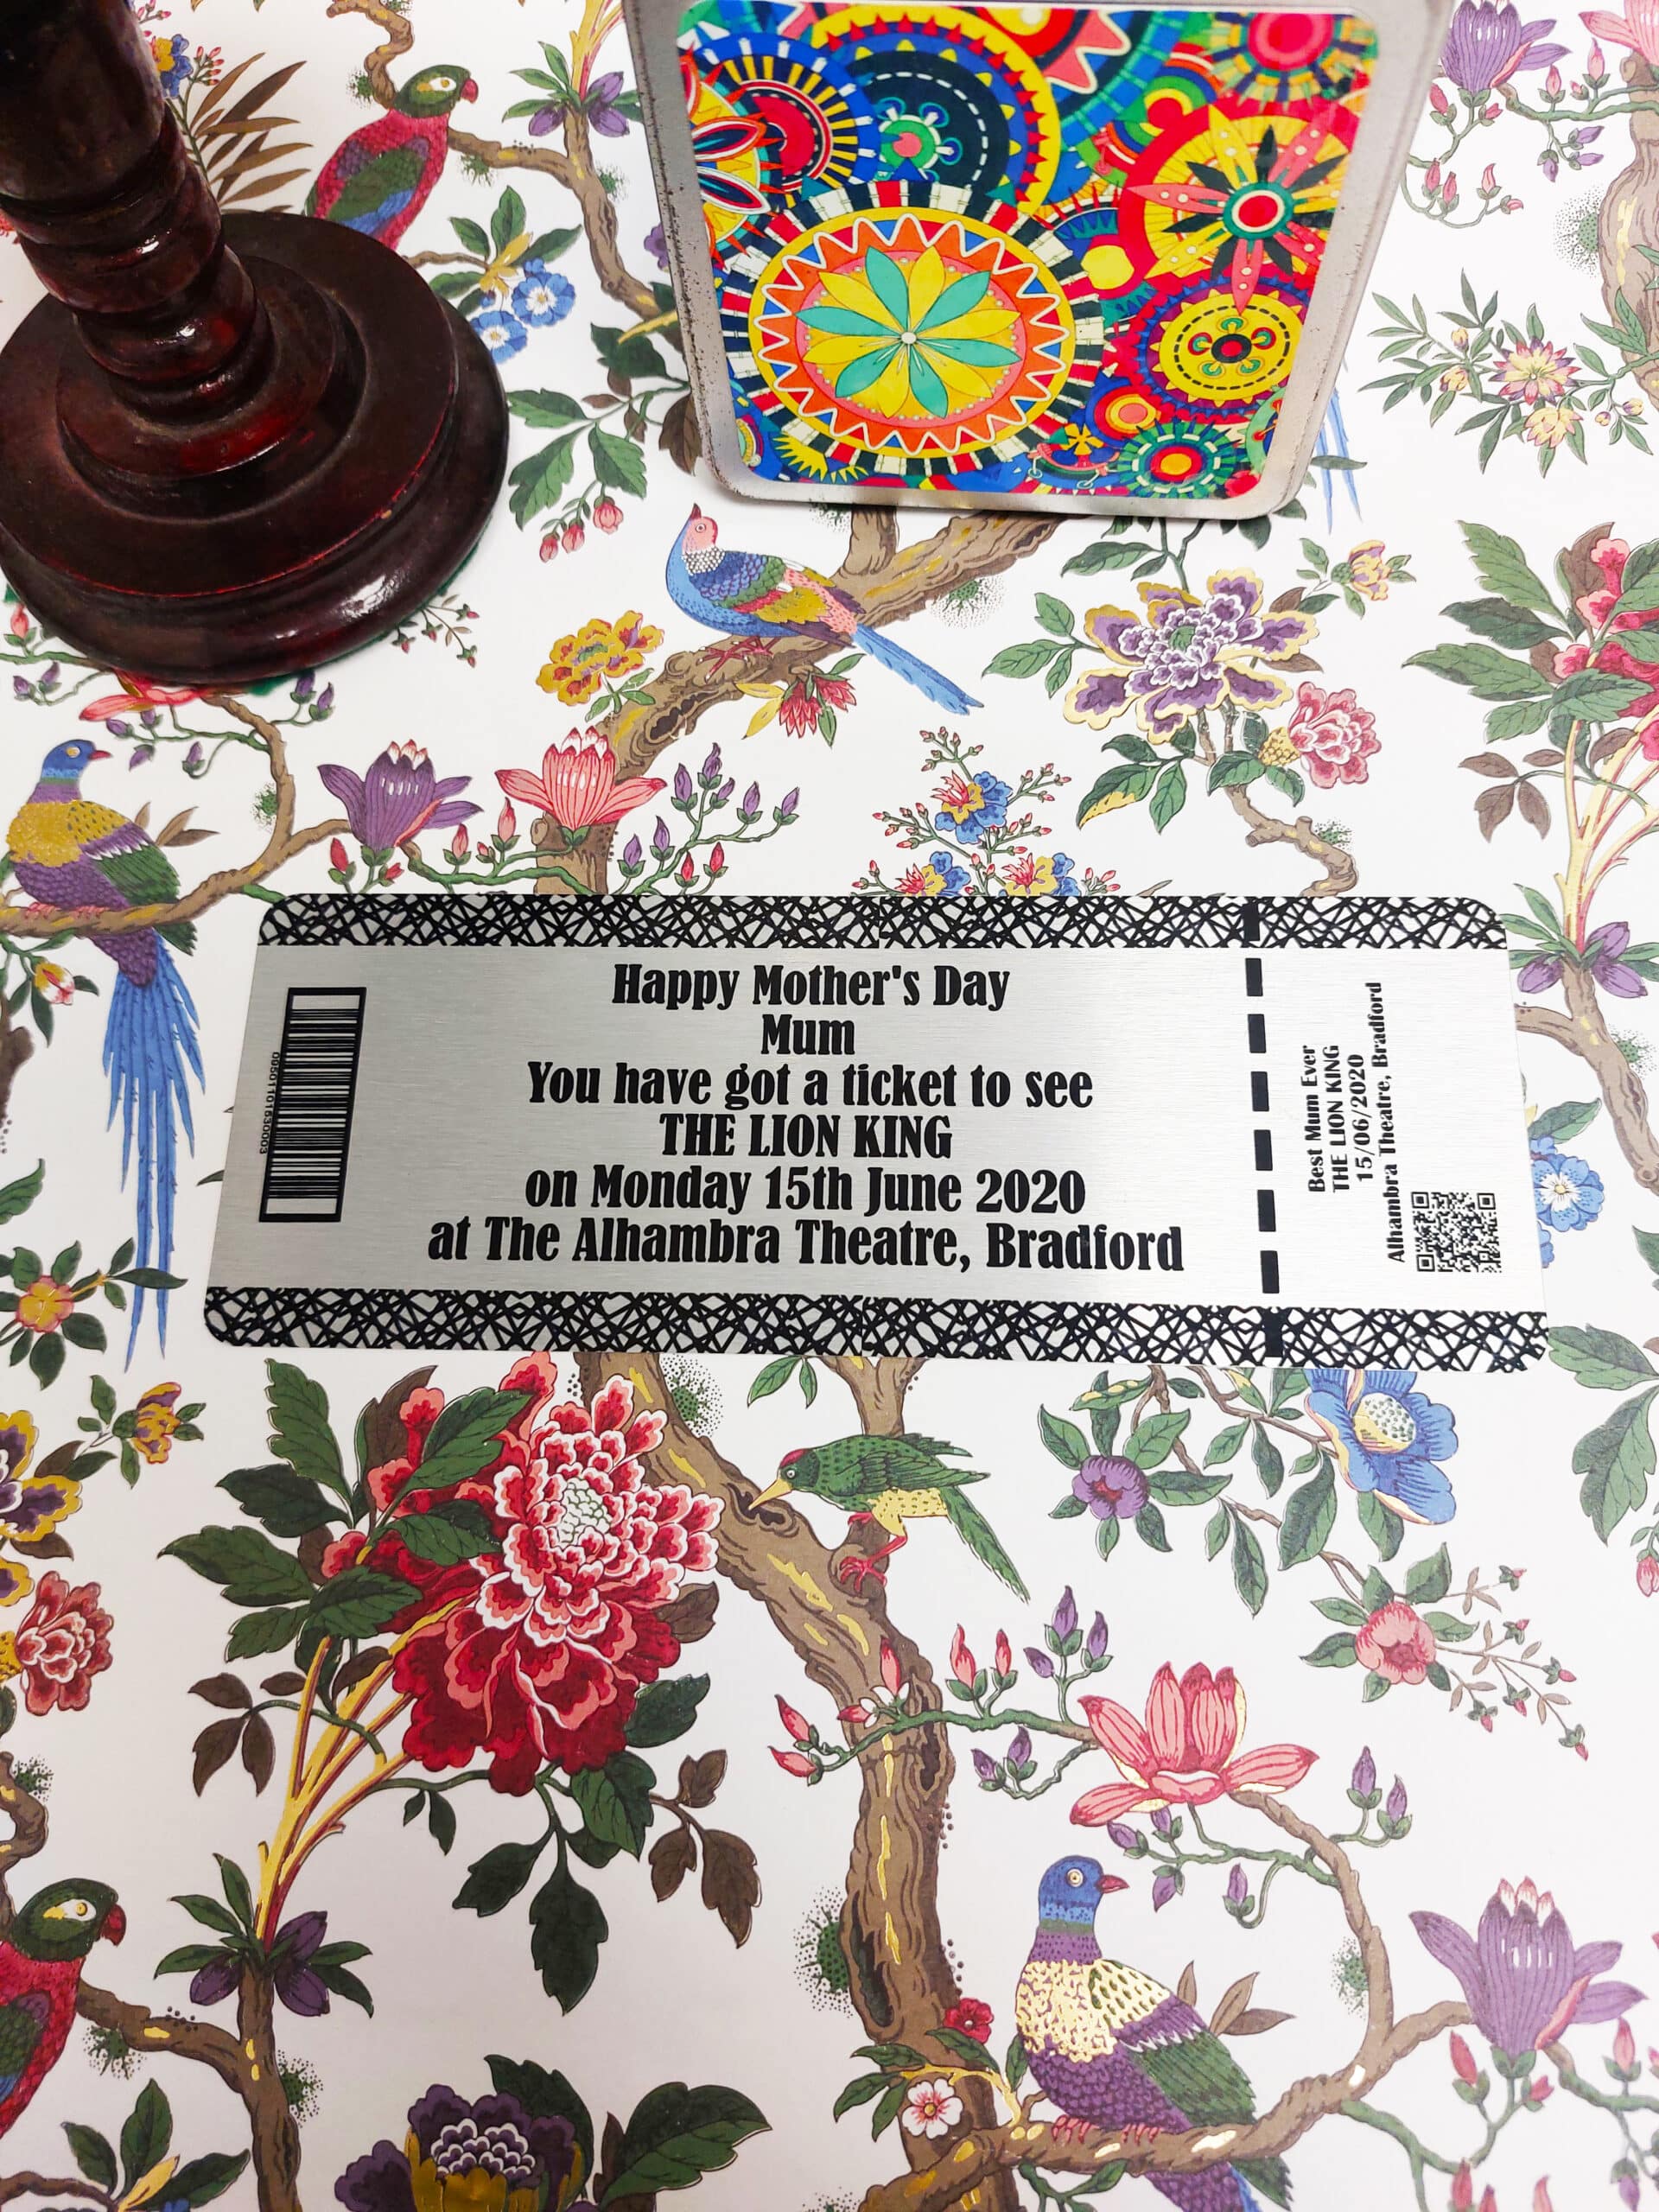 Happy Mother's Day
Mum
You have got a ticket to see
THE LION KING
on Monday 15th June 2020
at The Alhambra Theatre, Bradford
Best Mum Ever
THE LION KING
15/06/2020
Alhambra Theatre, Bradford